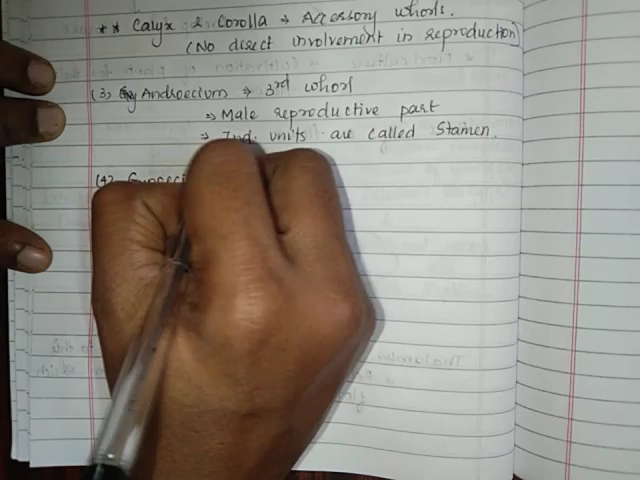 ** Calyx & Corolla → Accessory whorls.
(No direct involvement in reproduction)
(3) Androecium → 3rd whorl
→ Male reproductive part
→ Ind. units are called Stamen.
(4)